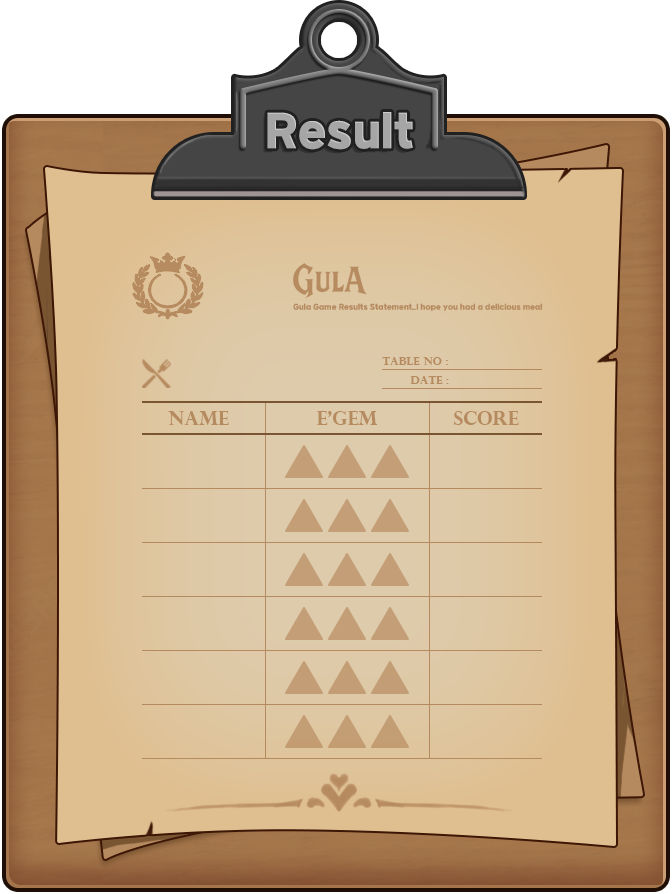 Result
GULA
Gula Game Results Statement..I hope you had a delicious meal
TABLE NO :
DATE :
NAME E'GEM SCORE